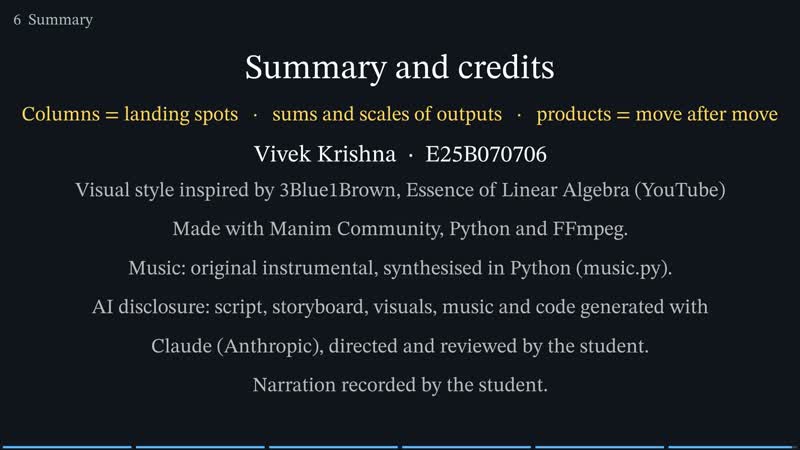 6 Summary
Summary and credits
Columns = landing spots · sums and scales of outputs · products = move after move
Vivek Krishna · E25B070706
Visual style inspired by 3Blue1Brown, Essence of Linear Algebra (YouTube)
Made with Manim Community, Python and FFmpeg.
Music: original instrumental, synthesised in Python (music.py).
AI disclosure: script, storyboard, visuals, music and code generated with
Claude (Anthropic), directed and reviewed by the student.
Narration recorded by the student.